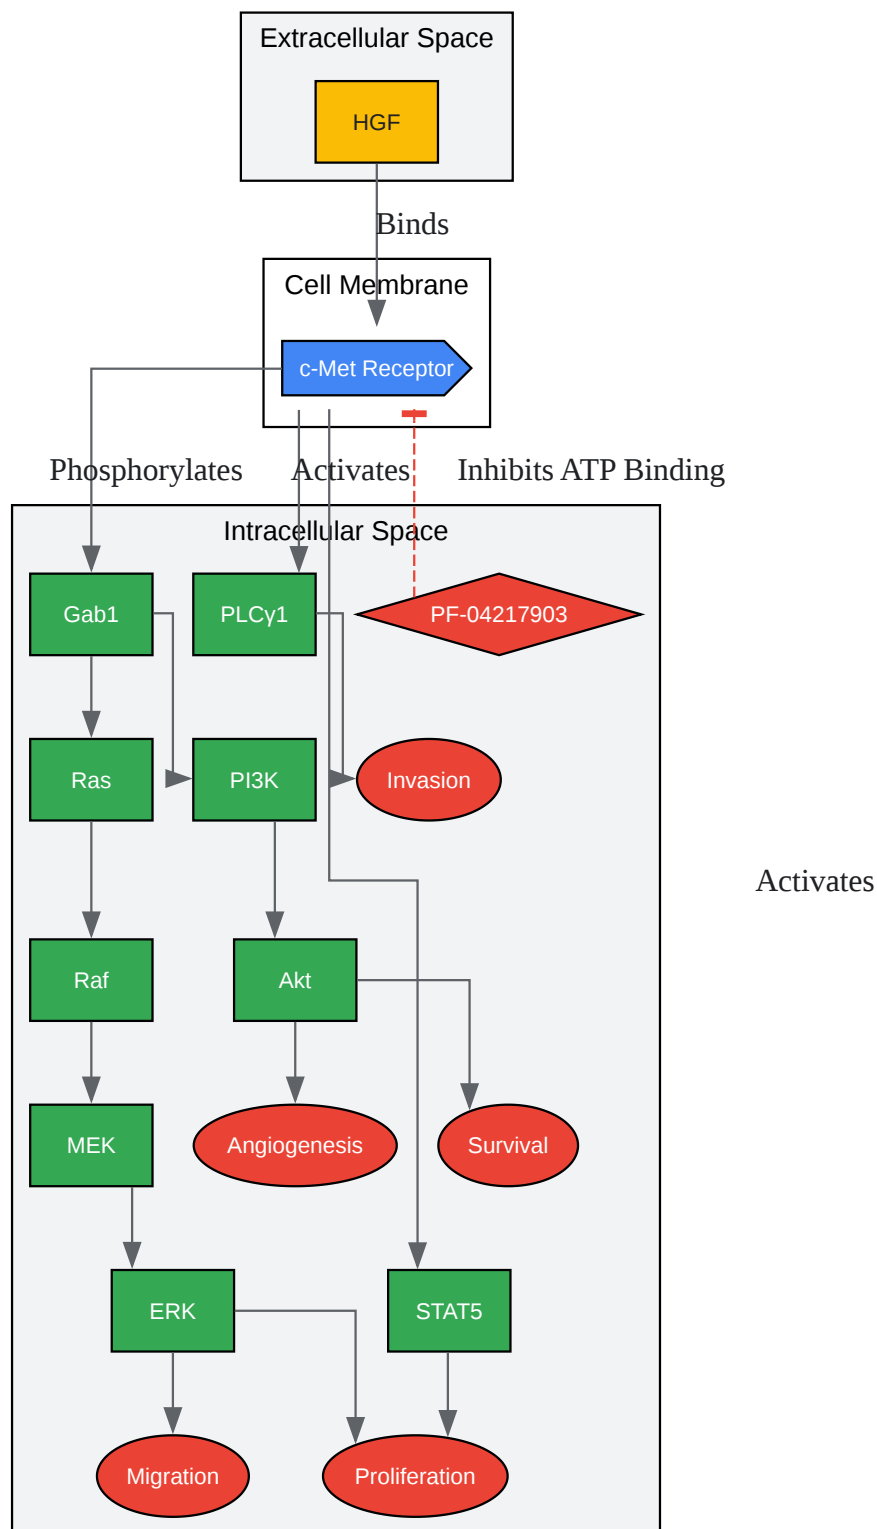 Extracellular Space
HGF
Binds
Cell Membrane
c-Met Receptor
Phosphorylates
Activates
Inhibits ATP Binding
Intracellular Space
Gab1
PLCγ1
PF-04217903
Ras
PI3K
Invasion
Activates
Raf
Akt
MEK
Angiogenesis
Survival
ERK
STAT5
Migration
Proliferation